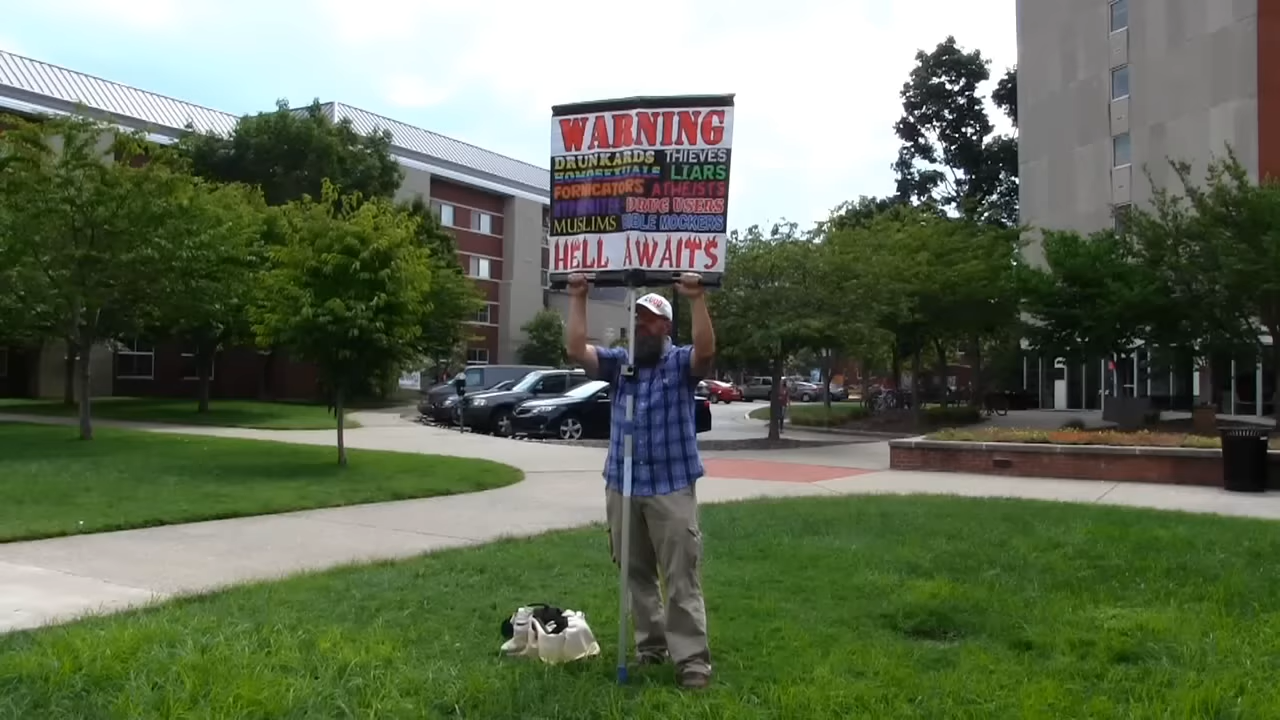 WARNING
DRUNKARDS THIEVES
HOMOSEXUALS LIARS
FORNICATORS ATHEISTS
DRUG USERS
MUSLIMS BIBLE MOCKERS
HELL AWAITS